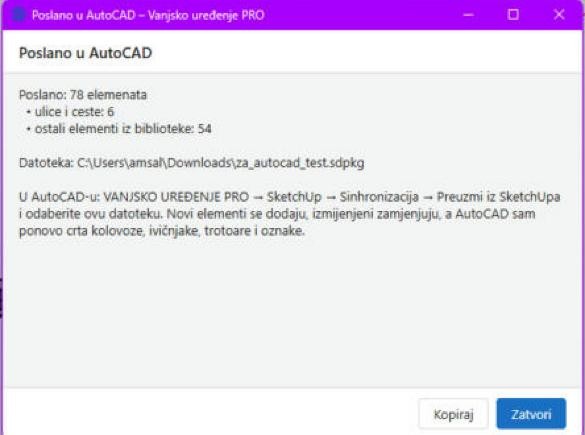 Poslano u AutoCAD – Vanjsko uređenje PRO
Poslano u AutoCAD
Poslano: 78 elemenata
• ulice i ceste: 6
• ostali elementi iz biblioteke: 54
Datoteka: C:\Users\amsal\Downloads\za_autocad_test.sdpkg
U AutoCAD-u: VANJSKO UREĐENJE PRO → SketchUp → Sinhronizacija → Preuzmi iz SketchUpa
i odaberite ovu datoteku. Novi elementi se dodaju, izmijenjeni zamjenjuju, a AutoCAD sam
ponovo crta kolovoze, ivičnjake, trotoare i oznake.
Kopiraj
Zatvori